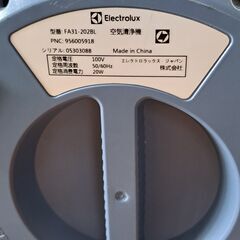 Electrolux
型番: FA31-202BL 空気清浄機
PNC: 956005918
シリアル: 05303088 Made in China
定格電圧 100V エレクトロラックス・ジャパン
定格周波数 50/60Hz 株式会社
定格消費電力 20W